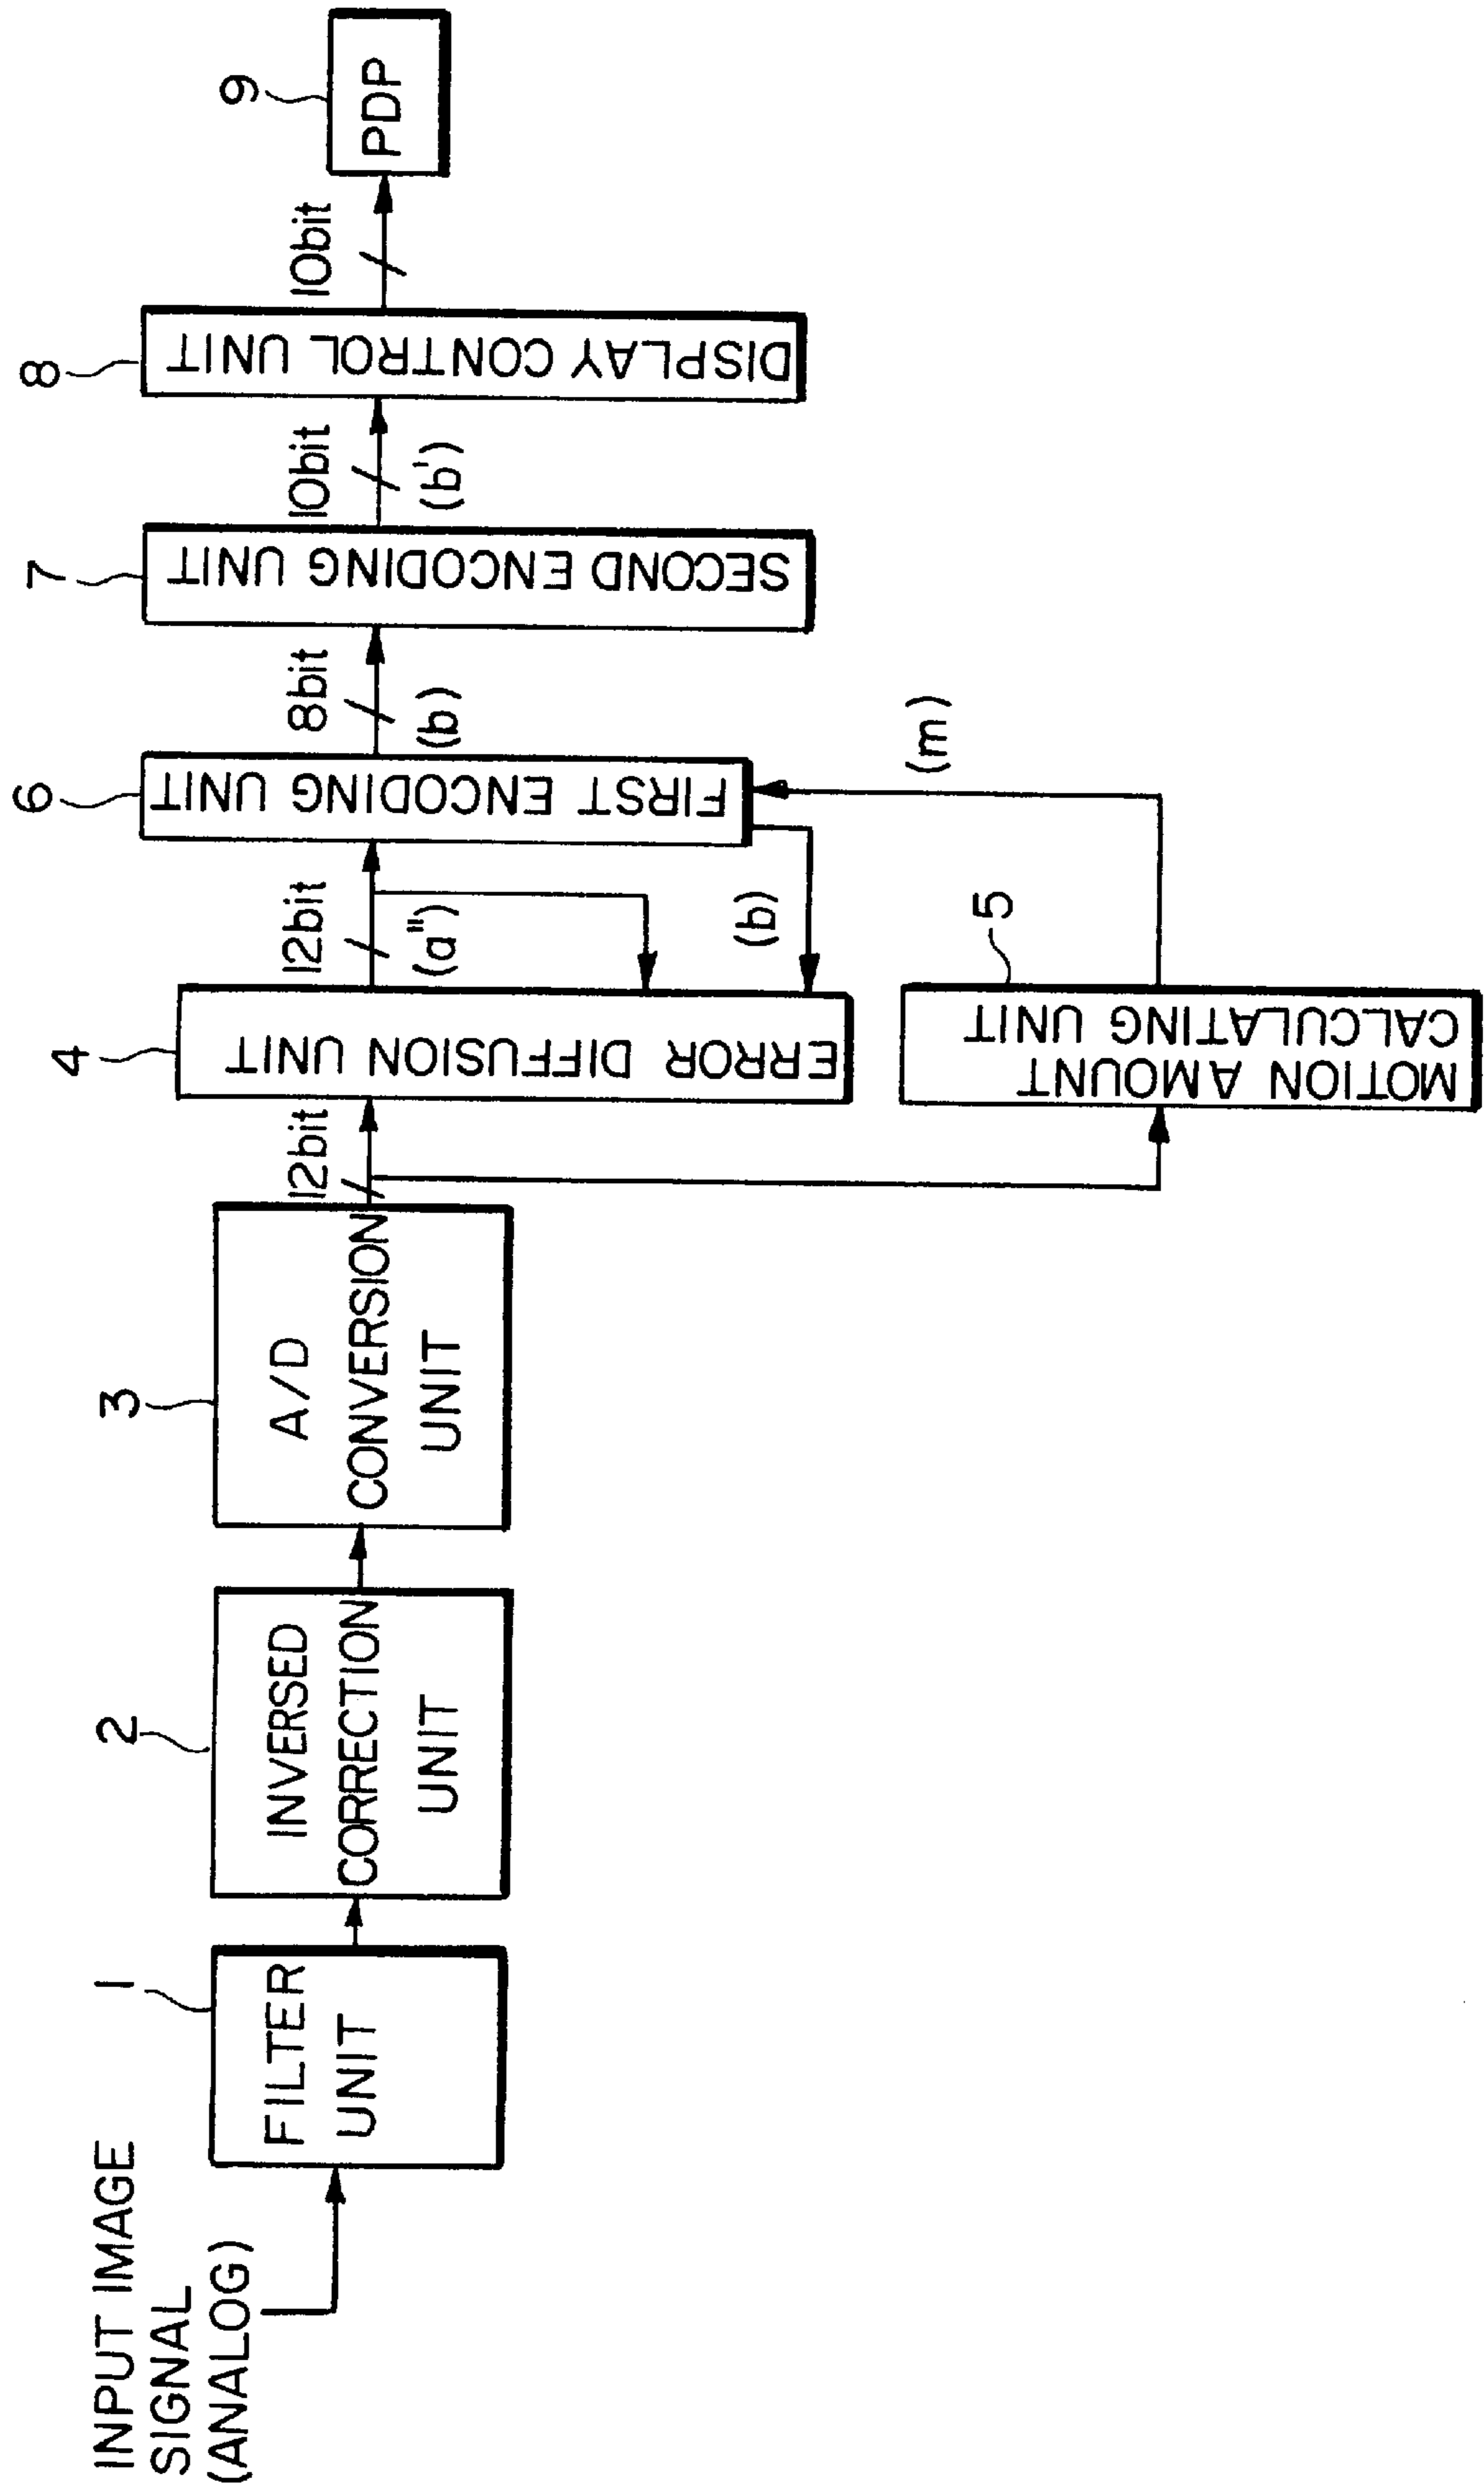 INPUT IMAGE
SIGNAL
(ANALOG)
1
FILTER
UNIT
2
INVERSED
CORRECTION
UNIT
3
A/D
CONVERSION
UNIT
12bit
4
ERROR DIFFUSION UNIT
12bit
(a")
(b)
5
MOTION AMOUNT
CALCULATING UNIT
(m)
6
FIRST ENCODING UNIT
8bit
(b)
7
SECOND ENCODING UNIT
10bit
(b')
8
DISPLAY CONTROL UNIT
10bit
9
PDP